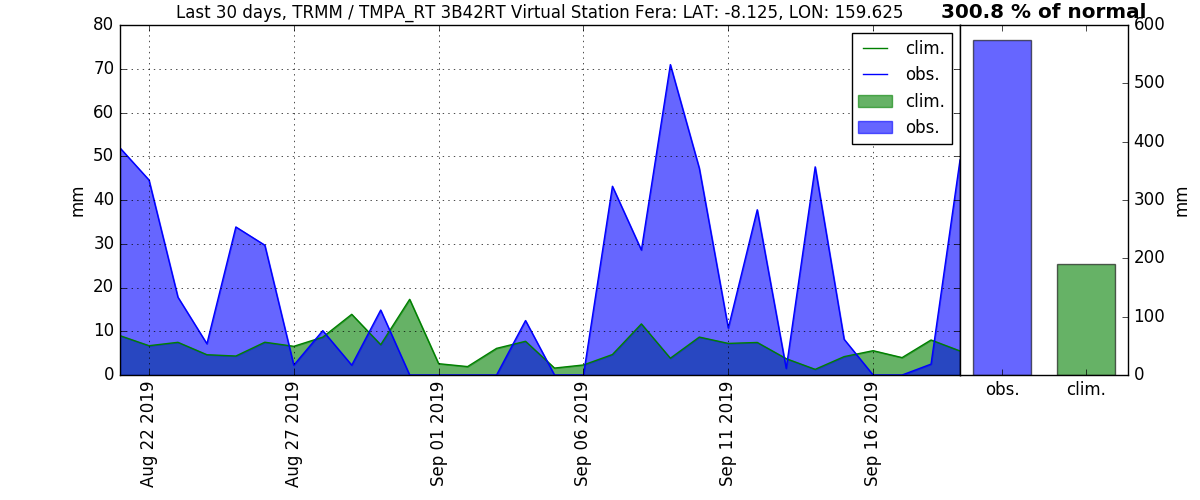 Last 30 days, TRMM / TMPA_RT 3B42RT Virtual Station Fera: LAT: -8.125, LON: 159.625
300.8 % of normal
80
70
60
50
40
30
20
10
0
mm
clim.
obs.
clim.
obs.
Aug 22 2019
Aug 27 2019
Sep 01 2019
Sep 06 2019
Sep 11 2019
Sep 16 2019
600
500
400
300
200
100
0
mm
obs.
clim.